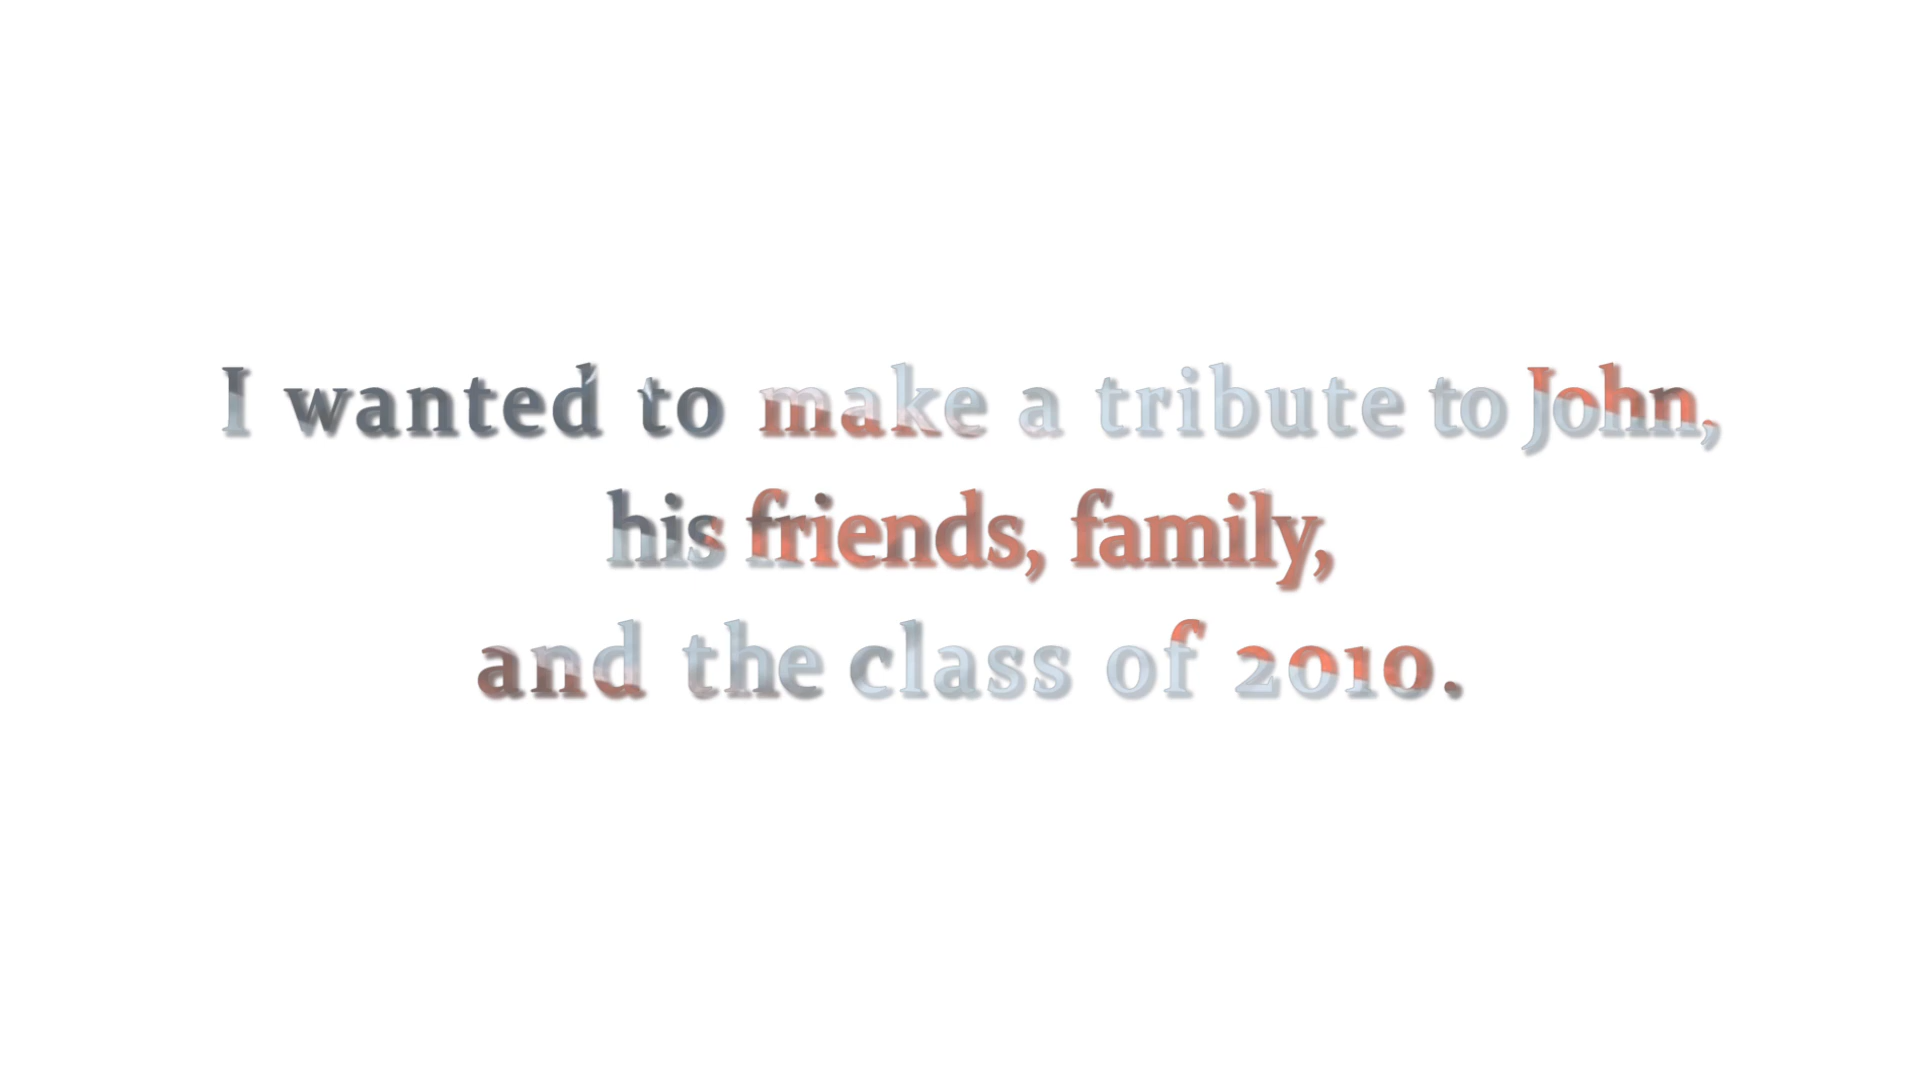 I wanted to make a tribute to John,
his friends, family,
and the class of 2010.